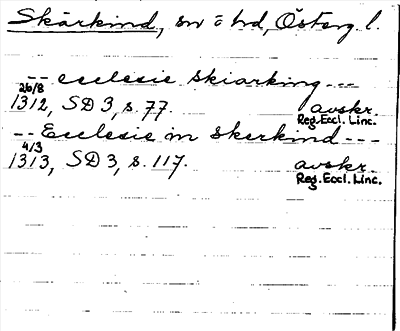 Skärkind, sn o hd, Österg l.
-- ecclesie skiarking ---
26/8
1312, SD 3, s. 77. avskr.
Reg. Eccl. Linc.
-- Ecclesie in skerkind ---
4/3
1313, SD 3, s. 117. avskr.
Reg. Eccl. Linc.